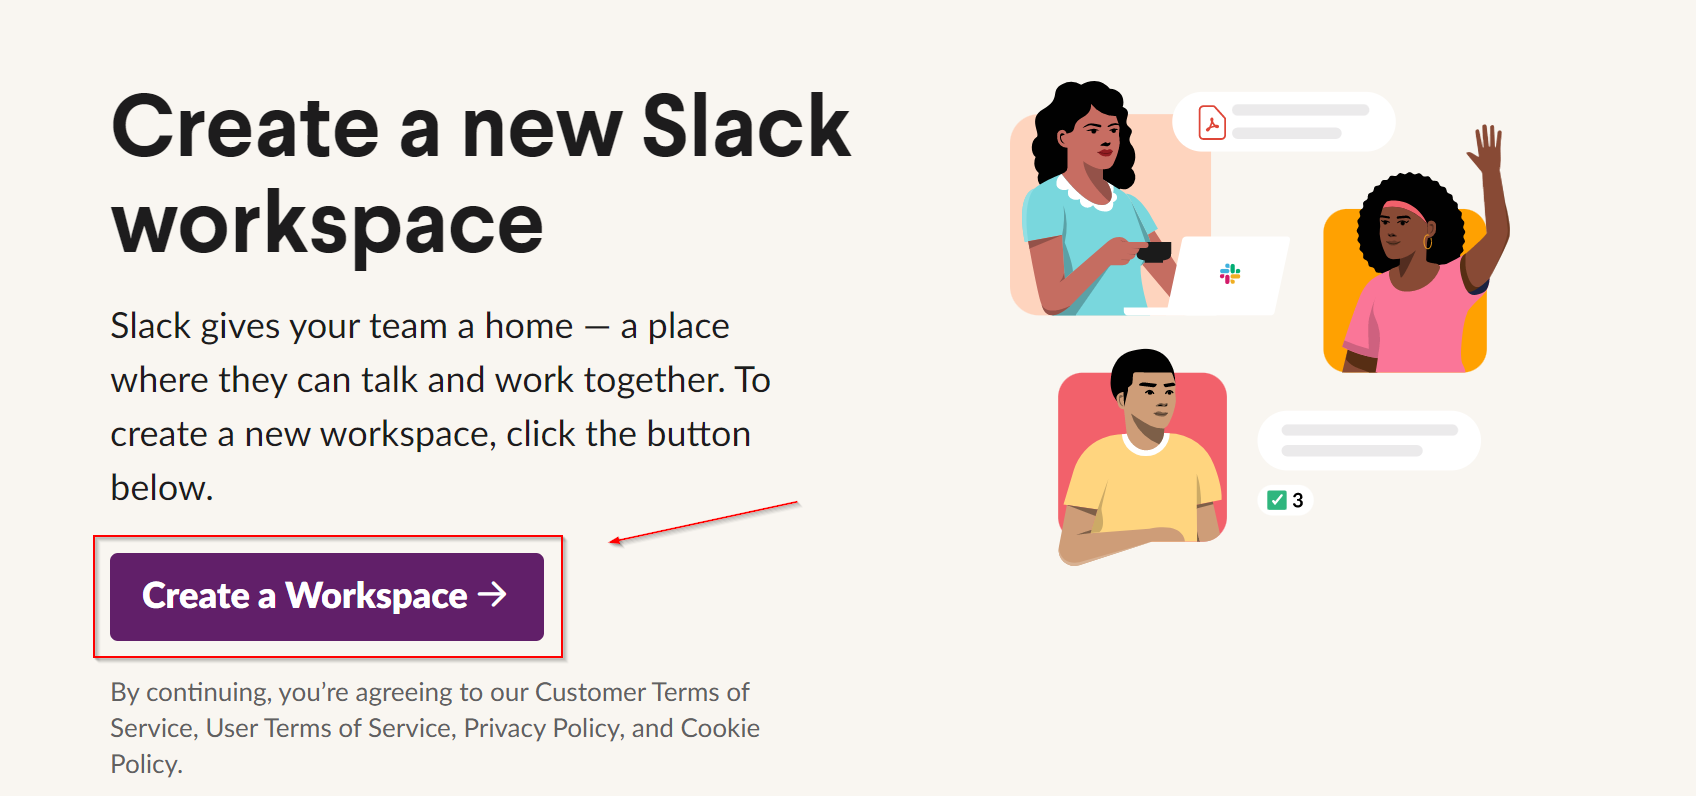 Create a new Slack
workspace
Slack gives your team a home — a place
where they can talk and work together. To
create a new workspace, click the button
below.
Create a Workspace →
By continuing, you’re agreeing to our Customer Terms of
Service, User Terms of Service, Privacy Policy, and Cookie
Policy.
3